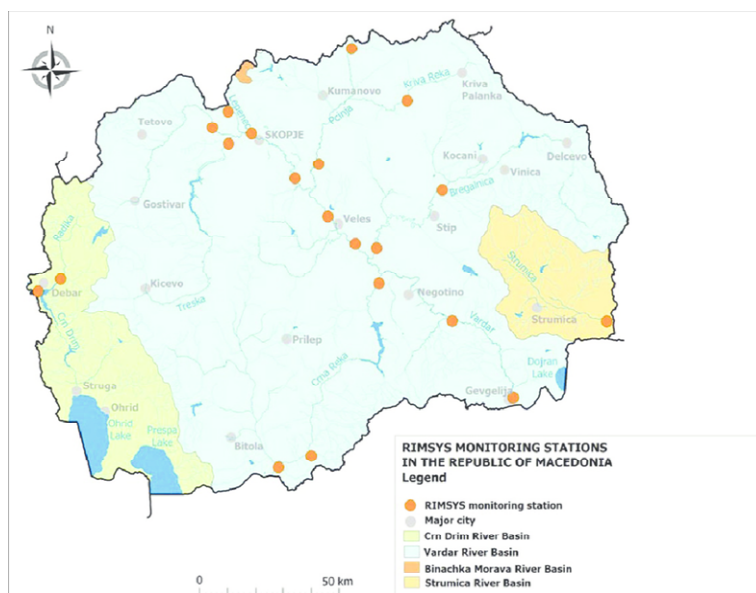 N
Kriva Reka
Kriva
Palanka
Kumanovo
Pcinja
Lepenec
Tetovo
SKOPJE
Kocani
Delcevo
Vinica
Bregalnica
Gostivar
Radika
Veles
Stip
Strumica
Kicevo
Debar
Treska
Negotino
Strumica
Vardar
Crn Drim
Prilep
Crna Reka
Dojran
Lake
Struga
Gevgelija
Ohrid
Ohrid
Lake
Prespa
Lake
Bitola
RIMSYS MONITORING STATIONS
IN THE REPUBLIC OF MACEDONIA
Legend
RIMSYS monitoring station
Major city
Crn Drim River Basin
Vardar River Basin
Binachka Morava River Basin
Strumica River Basin
0 50 km